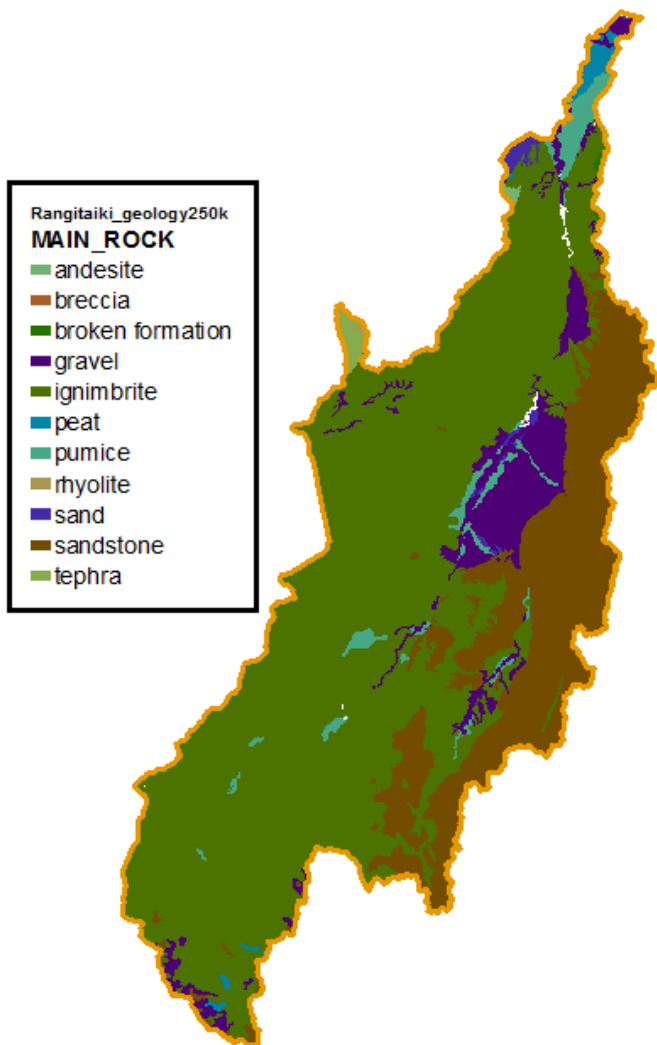 Rangitaiki_geology250k
MAIN_ROCK
andesite
breccia
broken formation
gravel
ignimbrite
peat
pumice
rhyolite
sand
sandstone
tephra